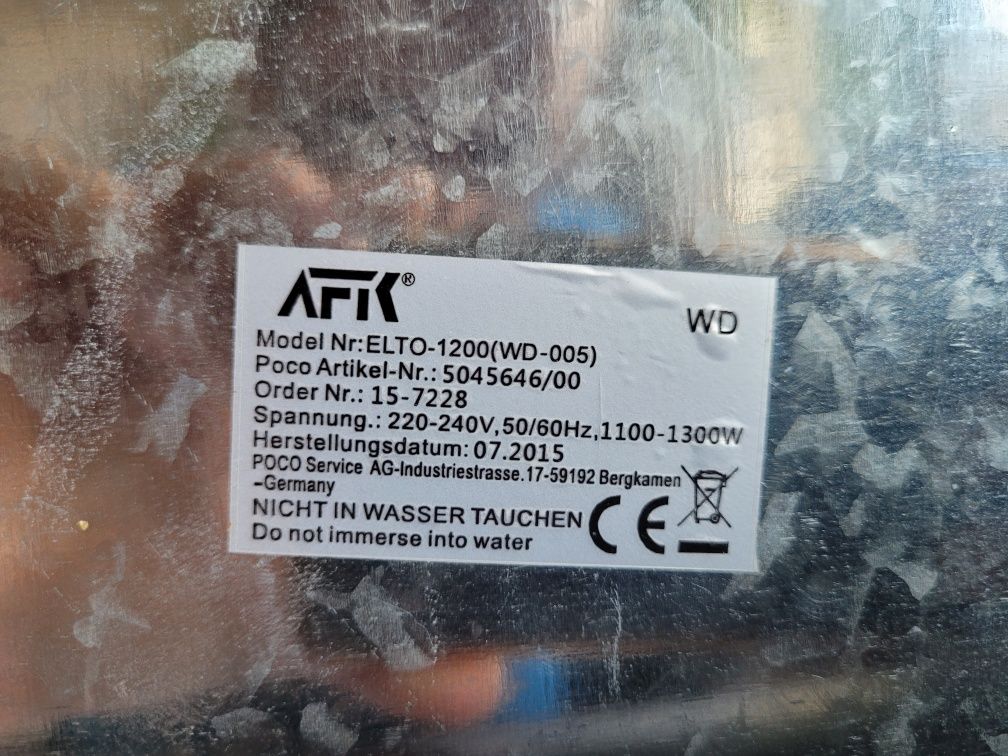 AFK®
WD
Model Nr:ELTO-1200(WD-005)
Poco Artikel-Nr.: 5045646/00
Order Nr.: 15-7228
Spannung.: 220-240V,50/60Hz,1100-1300W
Herstellungsdatum: 07.2015
POCO Service AG-Industriestrasse.17-59192 Bergkamen
-Germany
NICHT IN WASSER TAUCHEN
Do not immerse into water
CE